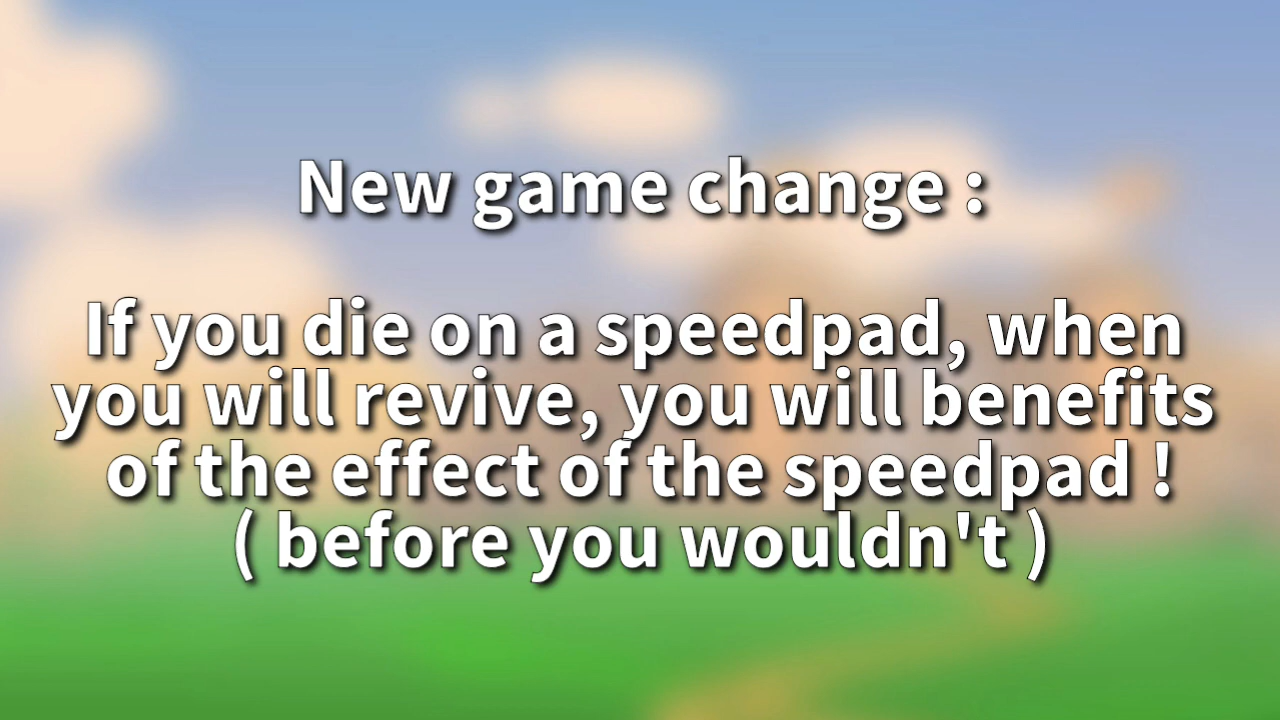 New game change :
If you die on a speedpad, when
you will revive, you will benefits
of the effect of the speedpad !
( before you wouldn't )